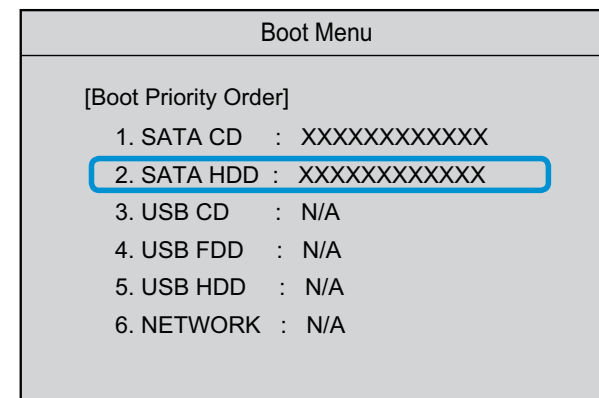 Boot Menu
[Boot Priority Order]
1. SATA CD : XXXXXXXXXXXX
2. SATA HDD : XXXXXXXXXXXX
3. USB CD : N/A
4. USB FDD : N/A
5. USB HDD : N/A
6. NETWORK : N/A